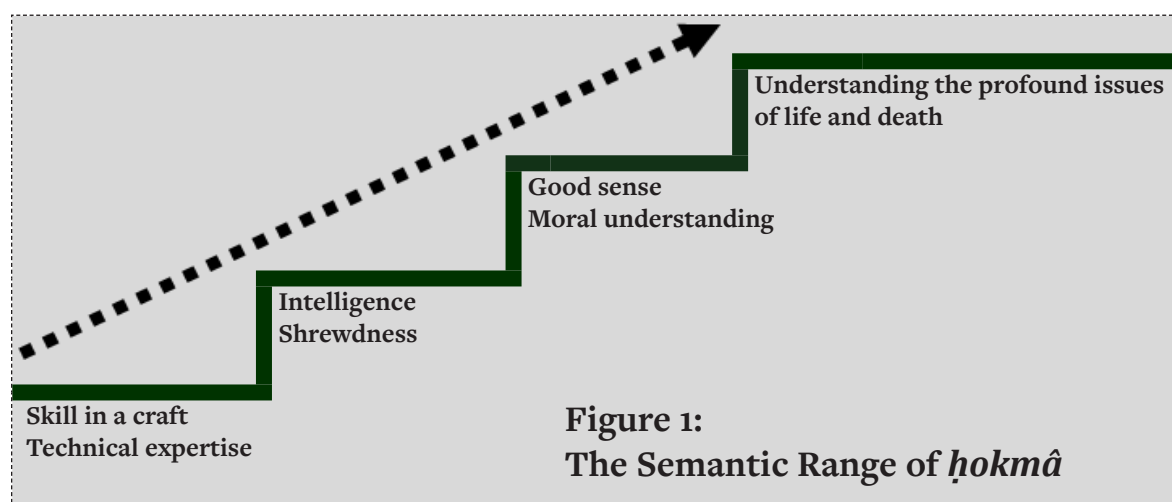 Understanding the profound issues
of life and death
Good sense
Moral understanding
Intelligence
Shrewdness
Skill in a craft
Technical expertise
Figure 1:
The Semantic Range of ḥokmâ